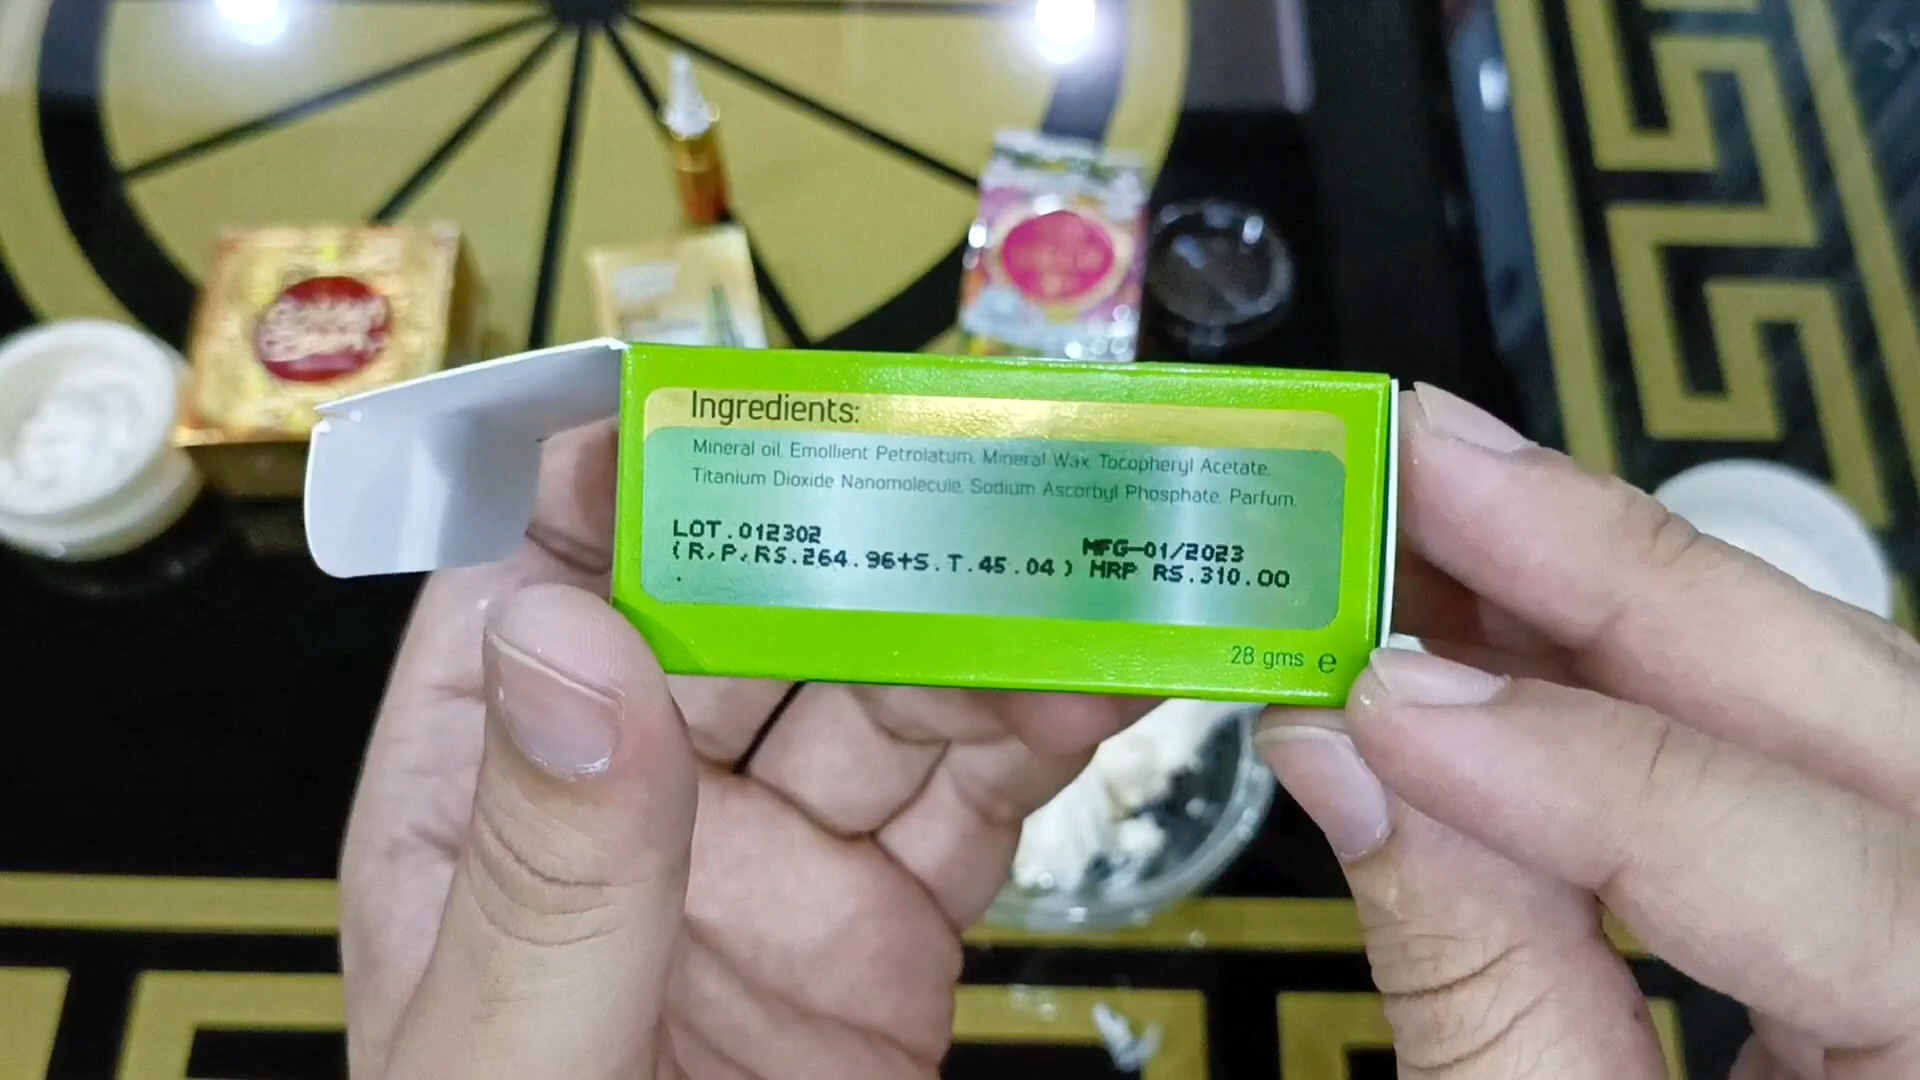 Ingredients:
Mineral oil, Emollient Petrolatum, Mineral Wax, Tocopheryl Acetate,
Titanium Dioxide Nanomolecule, Sodium Ascorbyl Phosphate, Parfum.
LOT.012302
MFG-01/2023
(R.P.RS.264.96+S.T.45.04) MRP RS.310.00
28 gms e